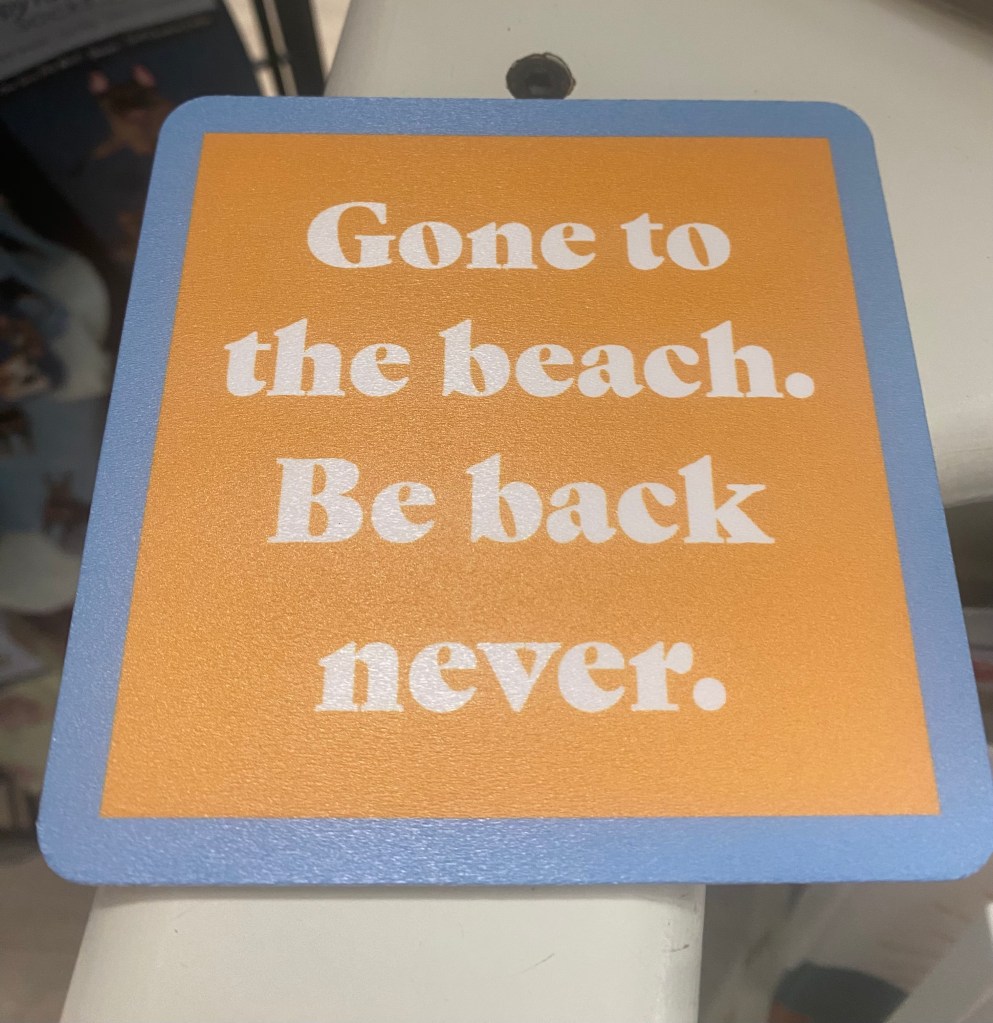 Gone to
the beach.
Be back
never.